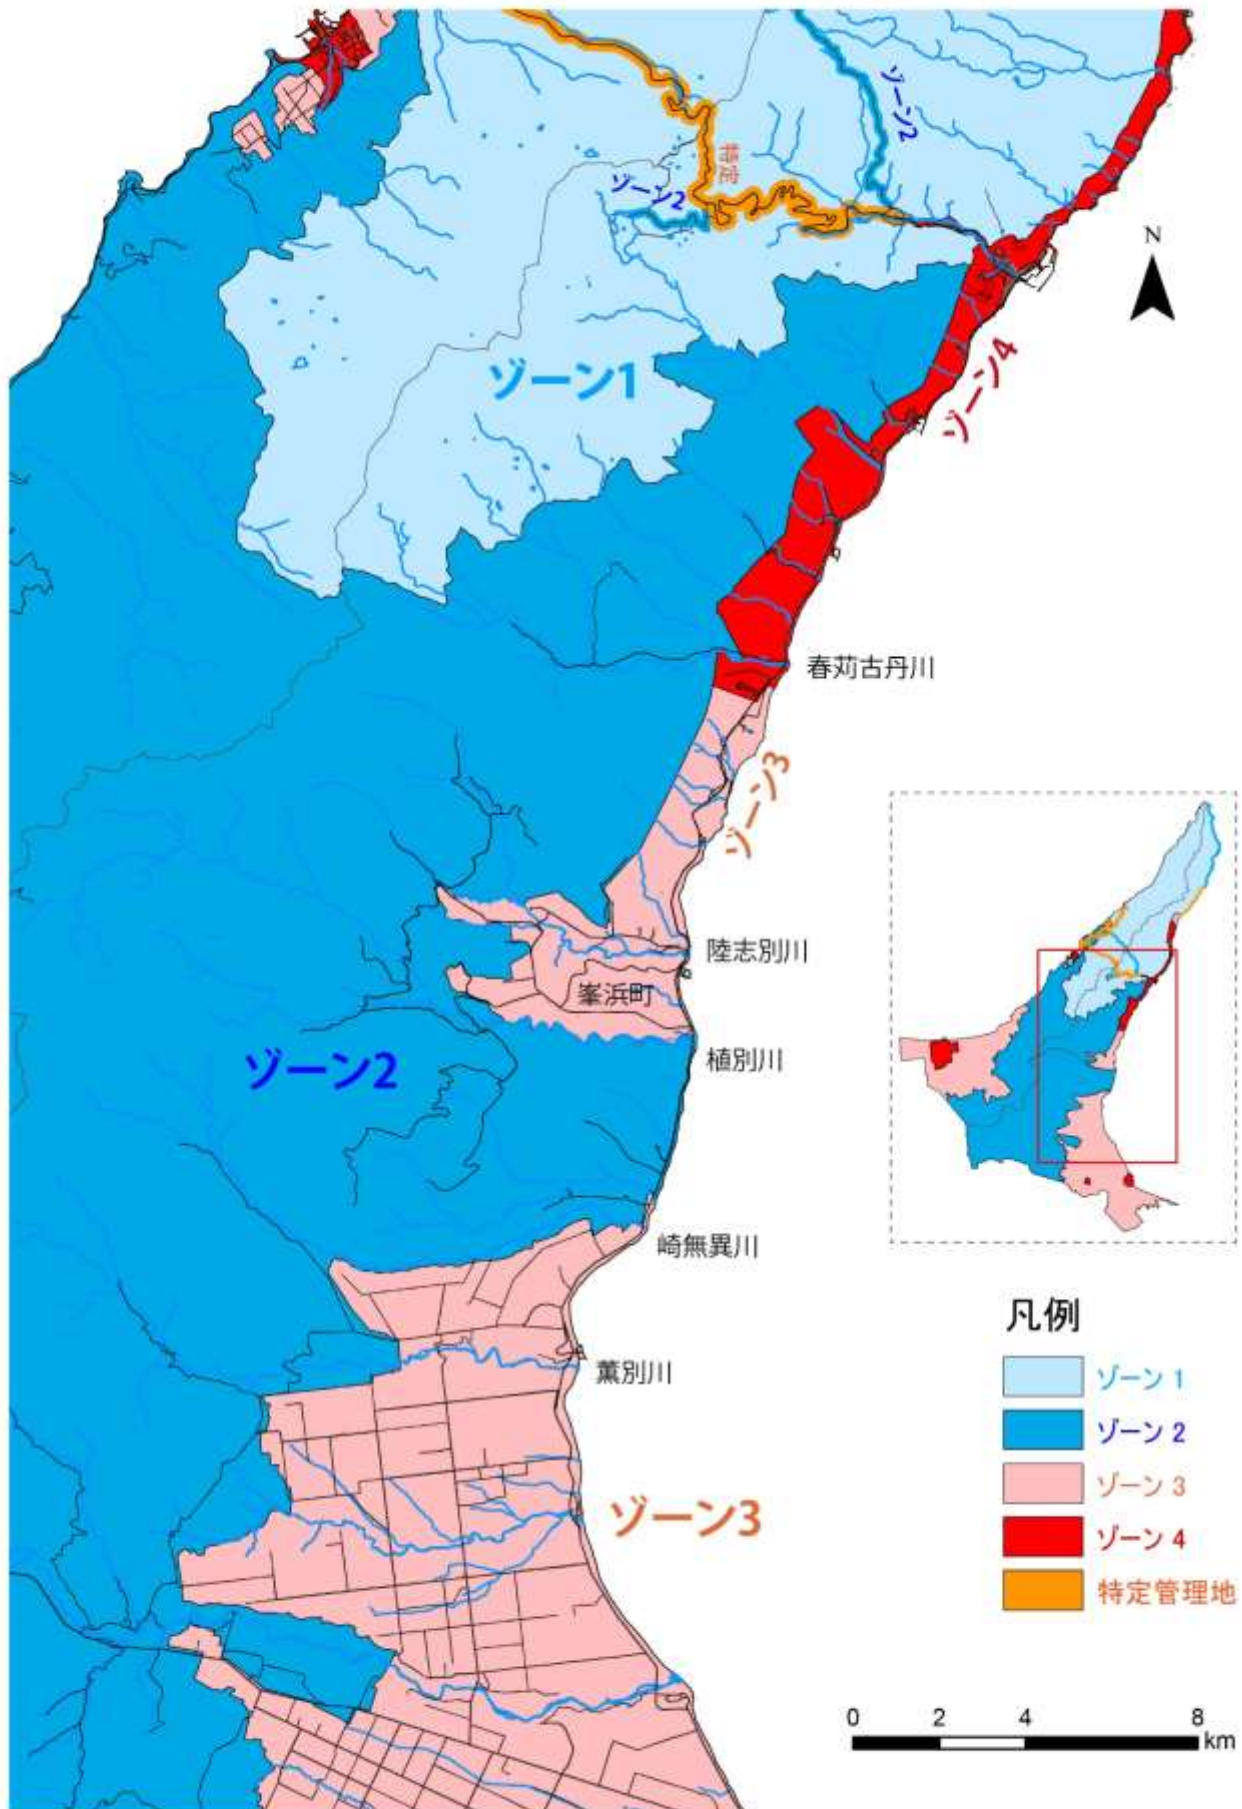 ゾーン2
特定
ゾーン2
N
ゾーン1
ゾーン4
春苅古丹川
ゾーン3
陸志別川
峯浜町
植別川
ゾーン2
崎無異川
薫別川
ゾーン3
凡例
ゾーン 1
ゾーン 2
ゾーン 3
ゾーン 4
特定管理地
0 2 4 8
km